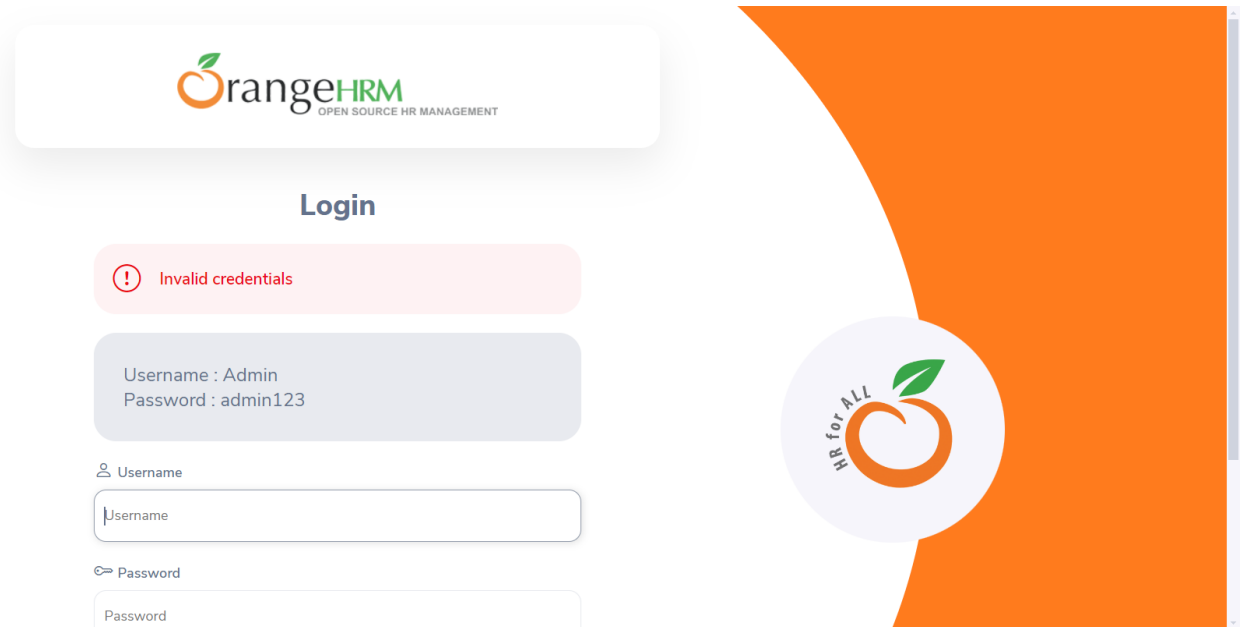 OrangeHRM
OPEN SOURCE HR MANAGEMENT
Login
Invalid credentials
Username : Admin
Password : admin123
Username
Username
Password
Password
HR for ALL